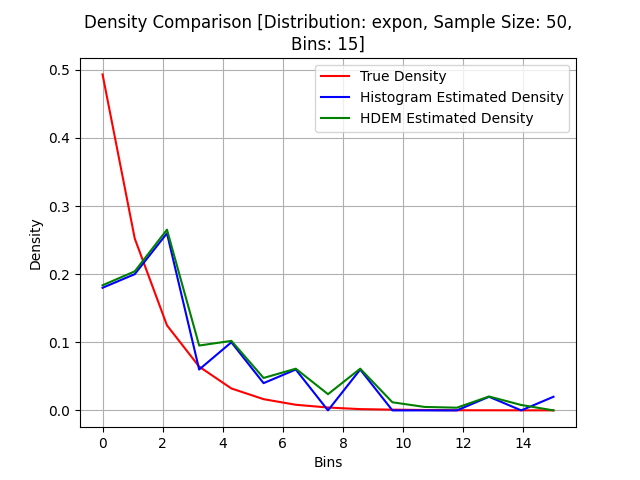 Density Comparison [Distribution: expon, Sample Size: 50,
Bins: 15]
True Density
Histogram Estimated Density
HDEM Estimated Density
Density
0.5
0.4
0.3
0.2
0.1
0.0
0 2 4 6 8 10 12 14
Bins